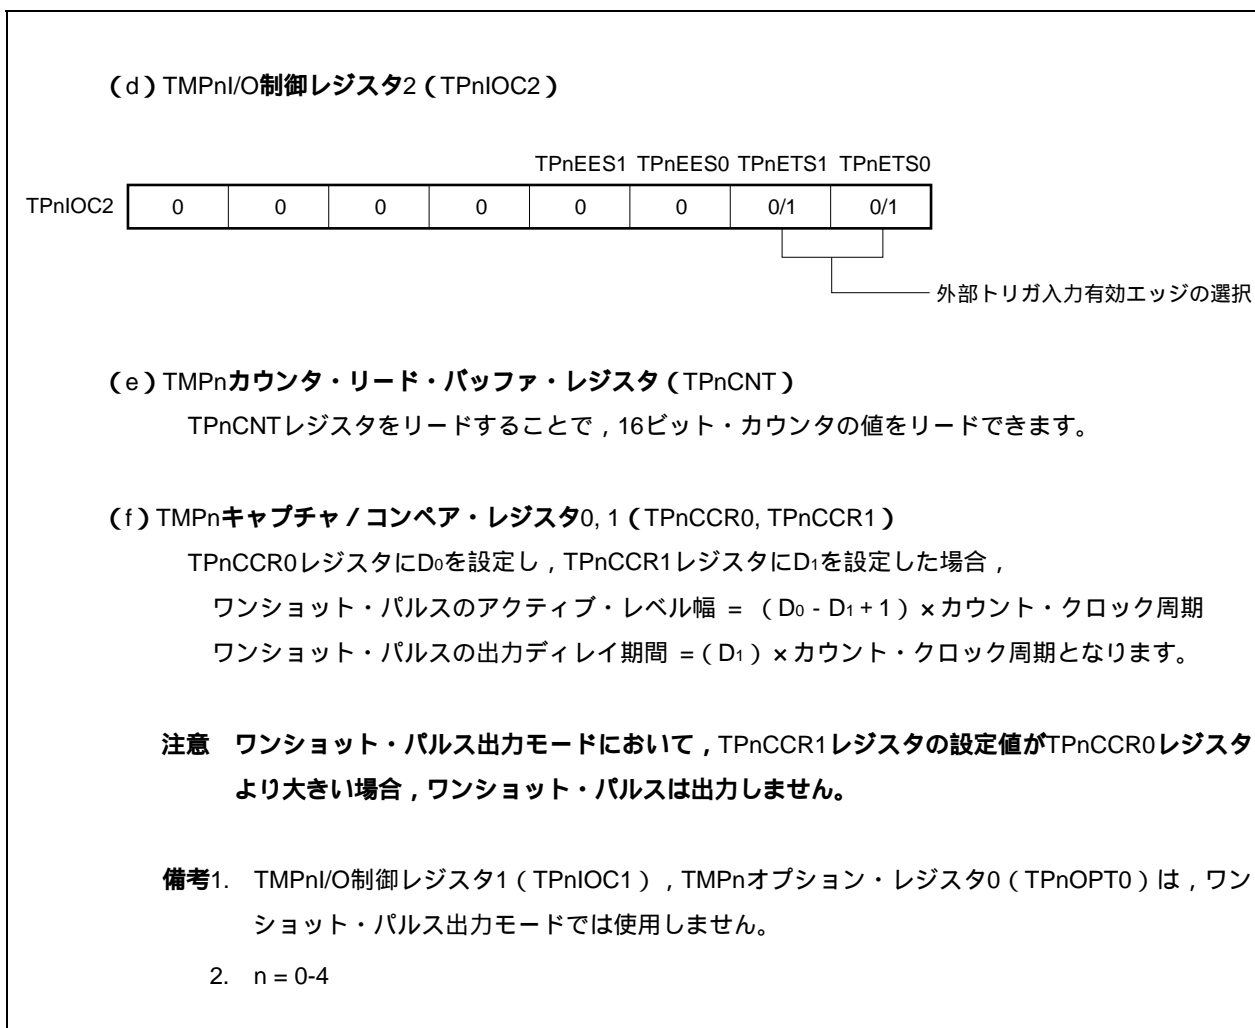 （d）TMPnI/O制御レジスタ2（TPnIOC2）
TPnEES1 TPnEES0 TPnETS1 TPnETS0
TPnIOC2 0 0 0 0 0 0 0/1 0/1
外部トリガ入力有効エッジの選択
（e）TMPnカウンタ・リード・バッファ・レジスタ（TPnCNT）
TPnCNTレジスタをリードすることで，16ビット・カウンタの値をリードできます。
（f）TMPnキャプチャ／コンペア・レジスタ0, 1（TPnCCR0, TPnCCR1）
TPnCCR0レジスタにD0を設定し，TPnCCR1レジスタにD1を設定した場合，
ワンショット・パルスのアクティブ・レベル幅 = （D0 - D1 + 1）×カウント・クロック周期
ワンショット・パルスの出力ディレイ期間 =（D1）×カウント・クロック周期となります。
注意 ワンショット・パルス出力モードにおいて，TPnCCR1レジスタの設定値がTPnCCR0レジスタ
より大きい場合，ワンショット・パルスは出力しません。
備考1. TMPnI/O制御レジスタ1（TPnIOC1），TMPnオプション・レジスタ0（TPnOPT0）は，ワン
ショット・パルス出力モードでは使用しません。
2. n = 0-4